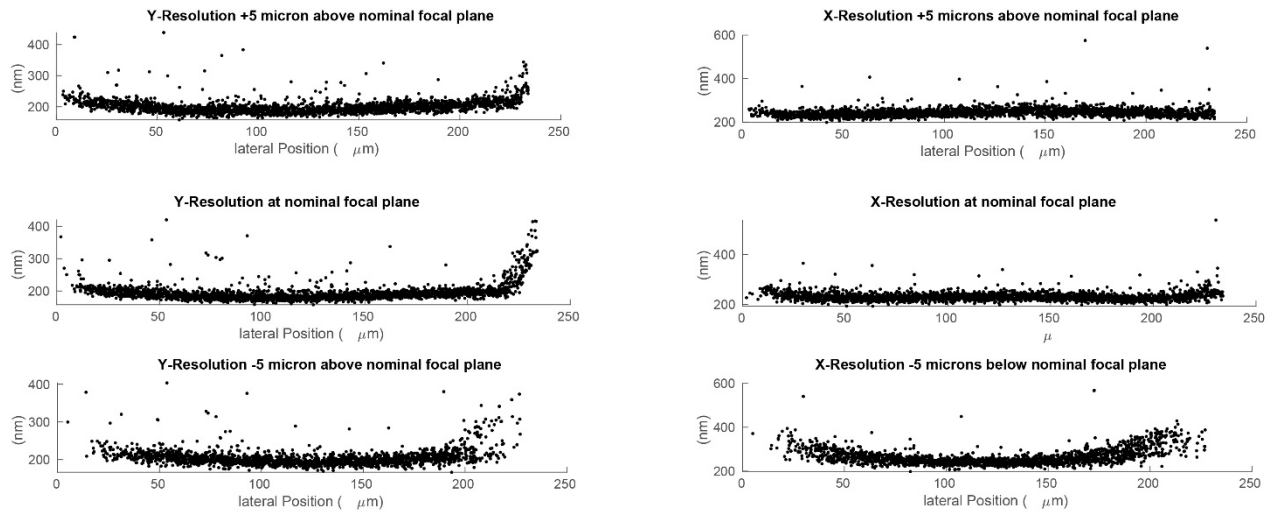 Y-Resolution +5 micron above nominal focal plane
400
300
200
(nm)
0 50 100 150 200 250
lateral Position ( μm)
X-Resolution +5 microns above nominal focal plane
600
400
200
(nm)
0 50 100 150 200 250
lateral Position ( μm)
Y-Resolution at nominal focal plane
400
300
200
(nm)
0 50 100 150 200 250
lateral Position ( μm)
X-Resolution at nominal focal plane
400
200
(nm)
0 50 100 150 200 250
μ
Y-Resolution -5 micron above nominal focal plane
400
300
200
(nm)
0 50 100 150 200 250
lateral Position ( μm)
X-Resolution -5 microns below nominal focal plane
600
400
200
(nm)
0 50 100 150 200 250
lateral Position ( μm)